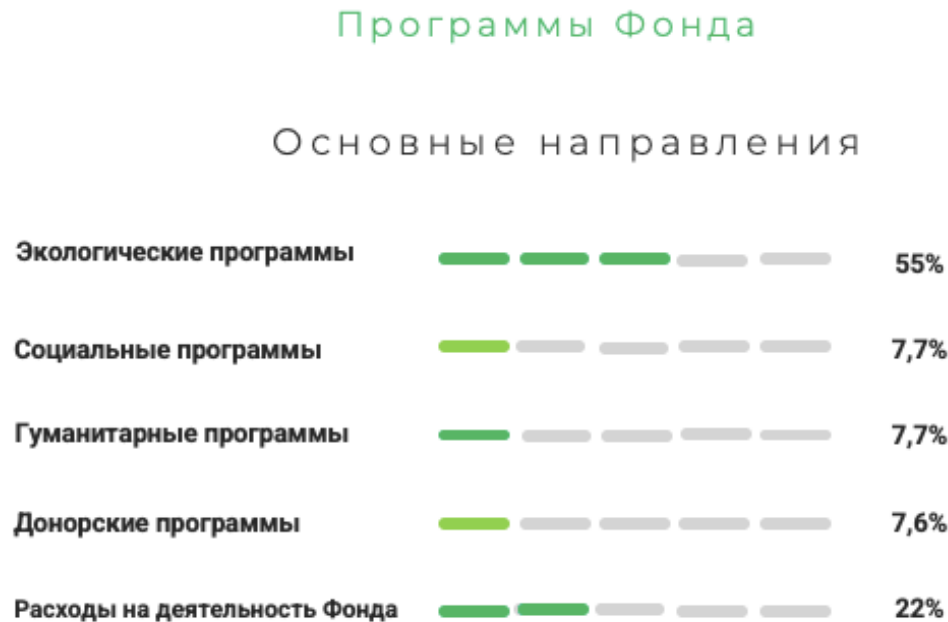 Программы Фонда
Основные направления
Экологические программы 55%
Социальные программы 7,7%
Гуманитарные программы 7,7%
Донорские программы 7,6%
Расходы на деятельность Фонда 22%